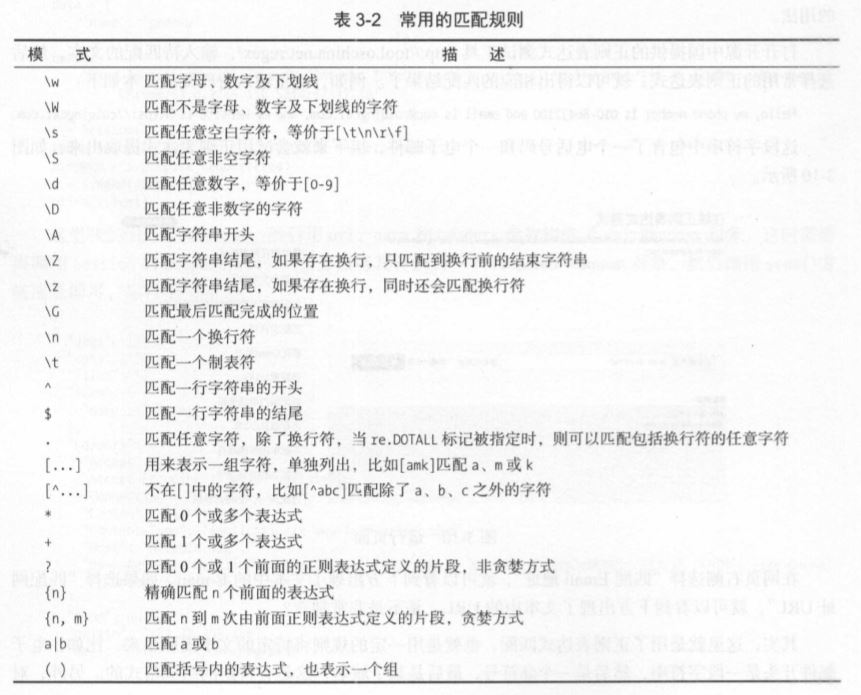 表 3-2 常用的匹配规则
模 式 描 述
\w 匹配字母、数字及下划线
\W 匹配不是字母、数字及下划线的字符
\s 匹配任意空白字符，等价于[\t\n\r\f]
\S 匹配任意非空字符
\d 匹配任意数字，等价于[0-9]
\D 匹配任意非数字的字符
\A 匹配字符串开头
\Z 匹配字符串结尾，如果存在换行，只匹配到换行前的结束字符串
\z 匹配字符串结尾，如果存在换行，同时还会匹配换行符
\G 匹配最后匹配完成的位置
\n 匹配一个换行符
\t 匹配一个制表符
^ 匹配一行字符串的开头
$ 匹配一行字符串的结尾
. 匹配任意字符，除了换行符，当 re.DOTALL 标记被指定时，则可以匹配包括换行符的任意字符
[...] 用来表示一组字符，单独列出，比如[amk]匹配 a、m 或 k
[^...] 不在[]中的字符，比如[^abc]匹配除了 a、b、c 之外的字符
* 匹配 0 个或多个表达式
+ 匹配 1 个或多个表达式
? 匹配 0 个或 1 个前面的正则表达式定义的片段，非贪婪方式
{n} 精确匹配 n 个前面的表达式
{n, m} 匹配 n 到 m 次由前面正则表达式定义的片段，贪婪方式
a|b 匹配 a 或 b
( ) 匹配括号内的表达式，也表示一个组